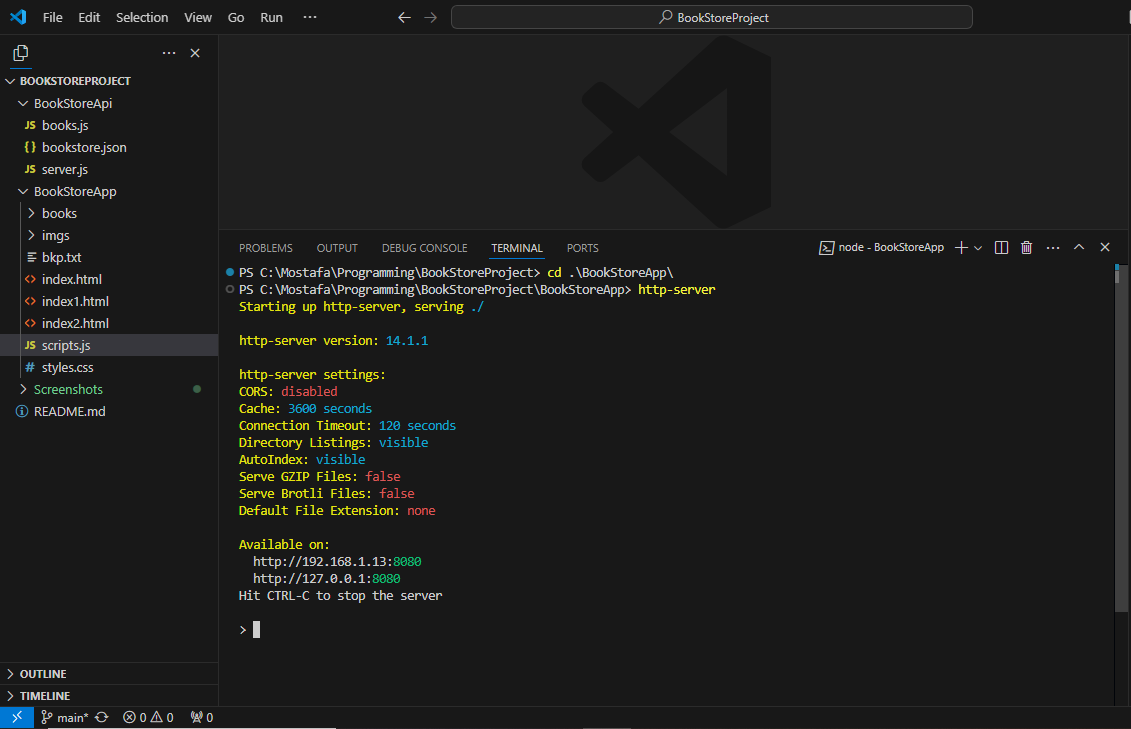 File Edit Selection View Go Run ···
BookStoreProject
BOOKSTOREPROJECT
BookStoreApi
JS books.js
{} bookstore.json
JS server.js
BookStoreApp
books
imgs
bkp.txt
<> index.html
<> index1.html
<> index2.html
JS scripts.js
# styles.css
Screenshots
README.md
OUTLINE
TIMELINE
PROBLEMS OUTPUT DEBUG CONSOLE TERMINAL PORTS
node - BookStoreApp
PS C:\Mostafa\Programming\BookStoreProject> cd .\BookStoreApp\
PS C:\Mostafa\Programming\BookStoreProject\BookStoreApp> http-server
Starting up http-server, serving ./
http-server version: 14.1.1
http-server settings:
CORS: disabled
Cache: 3600 seconds
Connection Timeout: 120 seconds
Directory Listings: visible
AutoIndex: visible
Serve GZIP Files: false
Serve Brotli Files: false
Default File Extension: none
Available on:
http://192.168.1.13:8080
http://127.0.0.1:8080
Hit CTRL-C to stop the server
>
main* 0 0 0